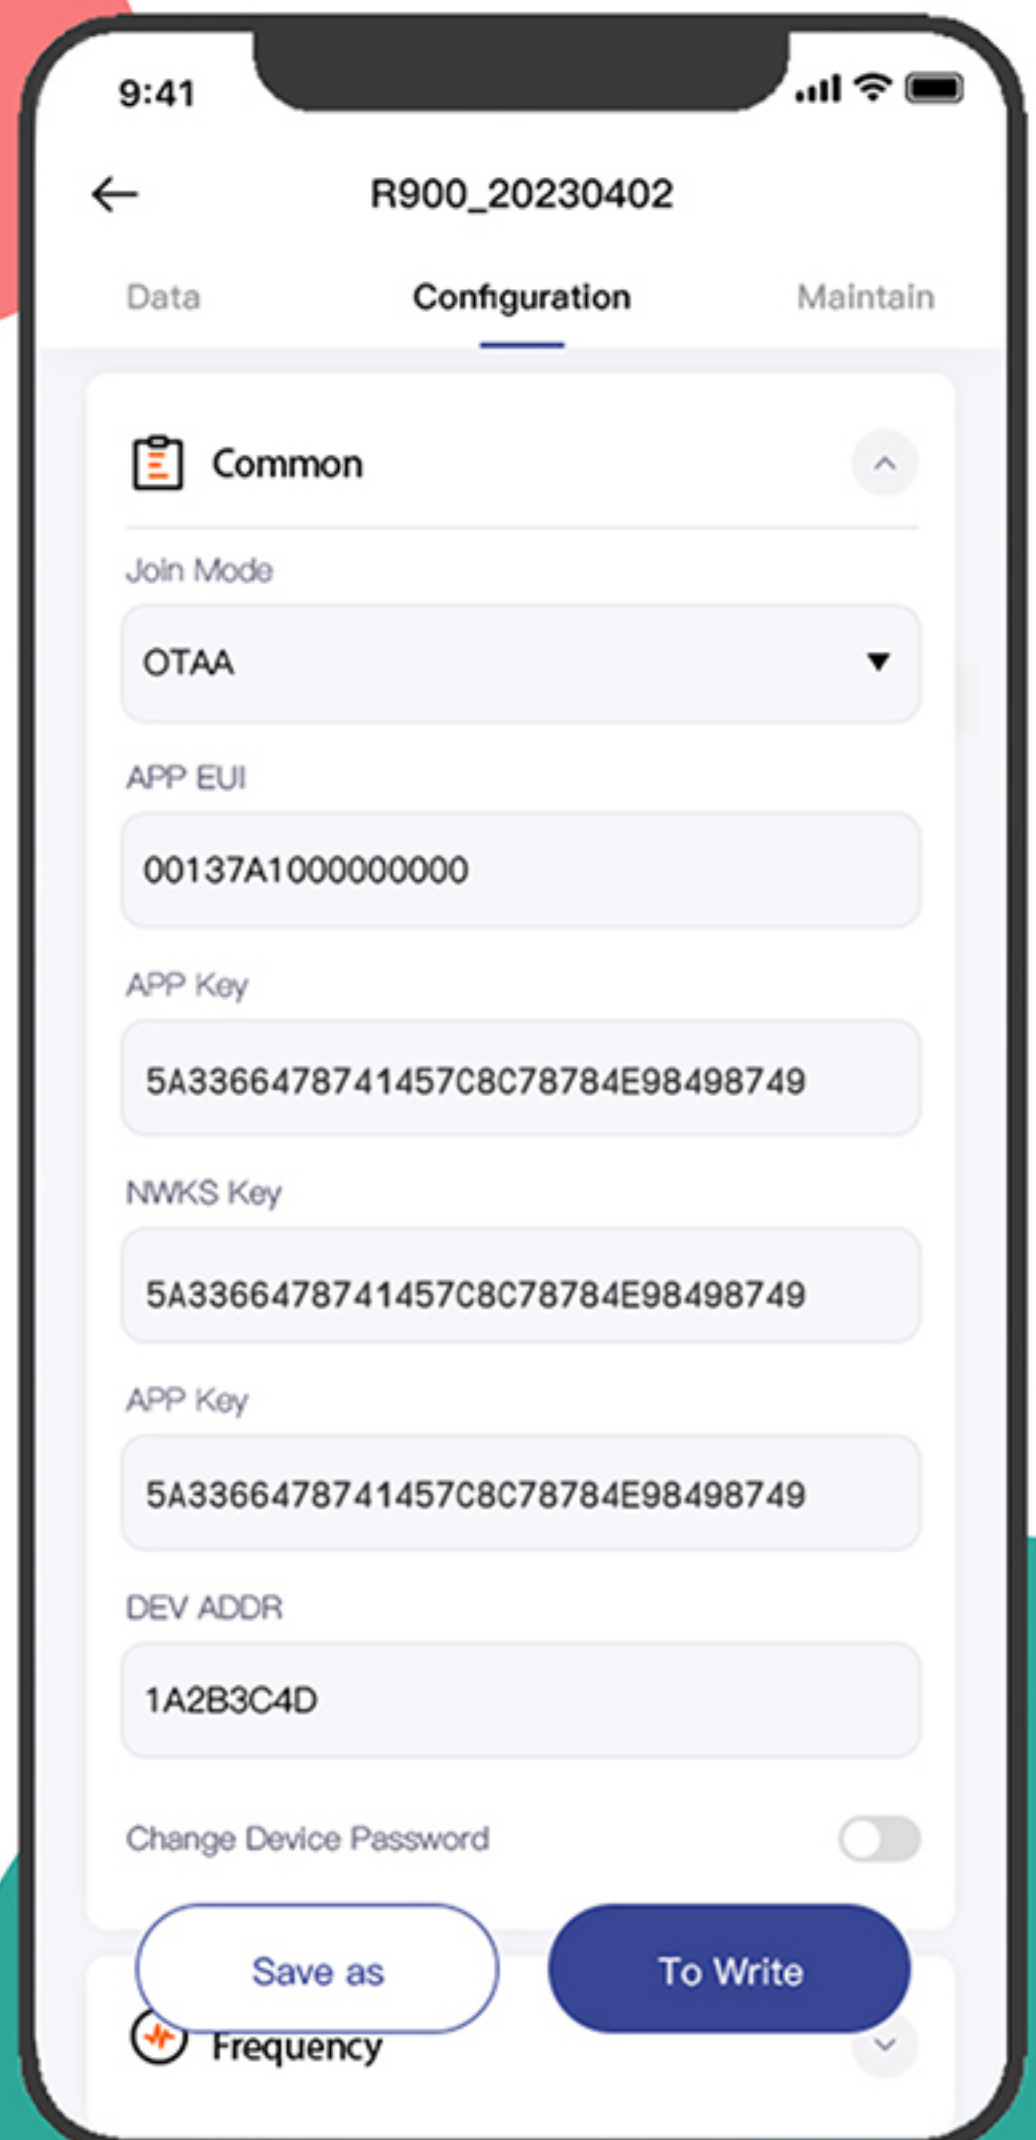 9:41
R900_20230402
Data Configuration Maintain
Common
Join Mode
OTAA
APP EUI
00137A1000000000
APP Key
5A3366478741457C8C78784E98498749
NWKS Key
5A3366478741457C8C78784E98498749
APP Key
5A3366478741457C8C78784E98498749
DEV ADDR
1A2B3C4D
Change Device Password
Save as To Write
Frequency